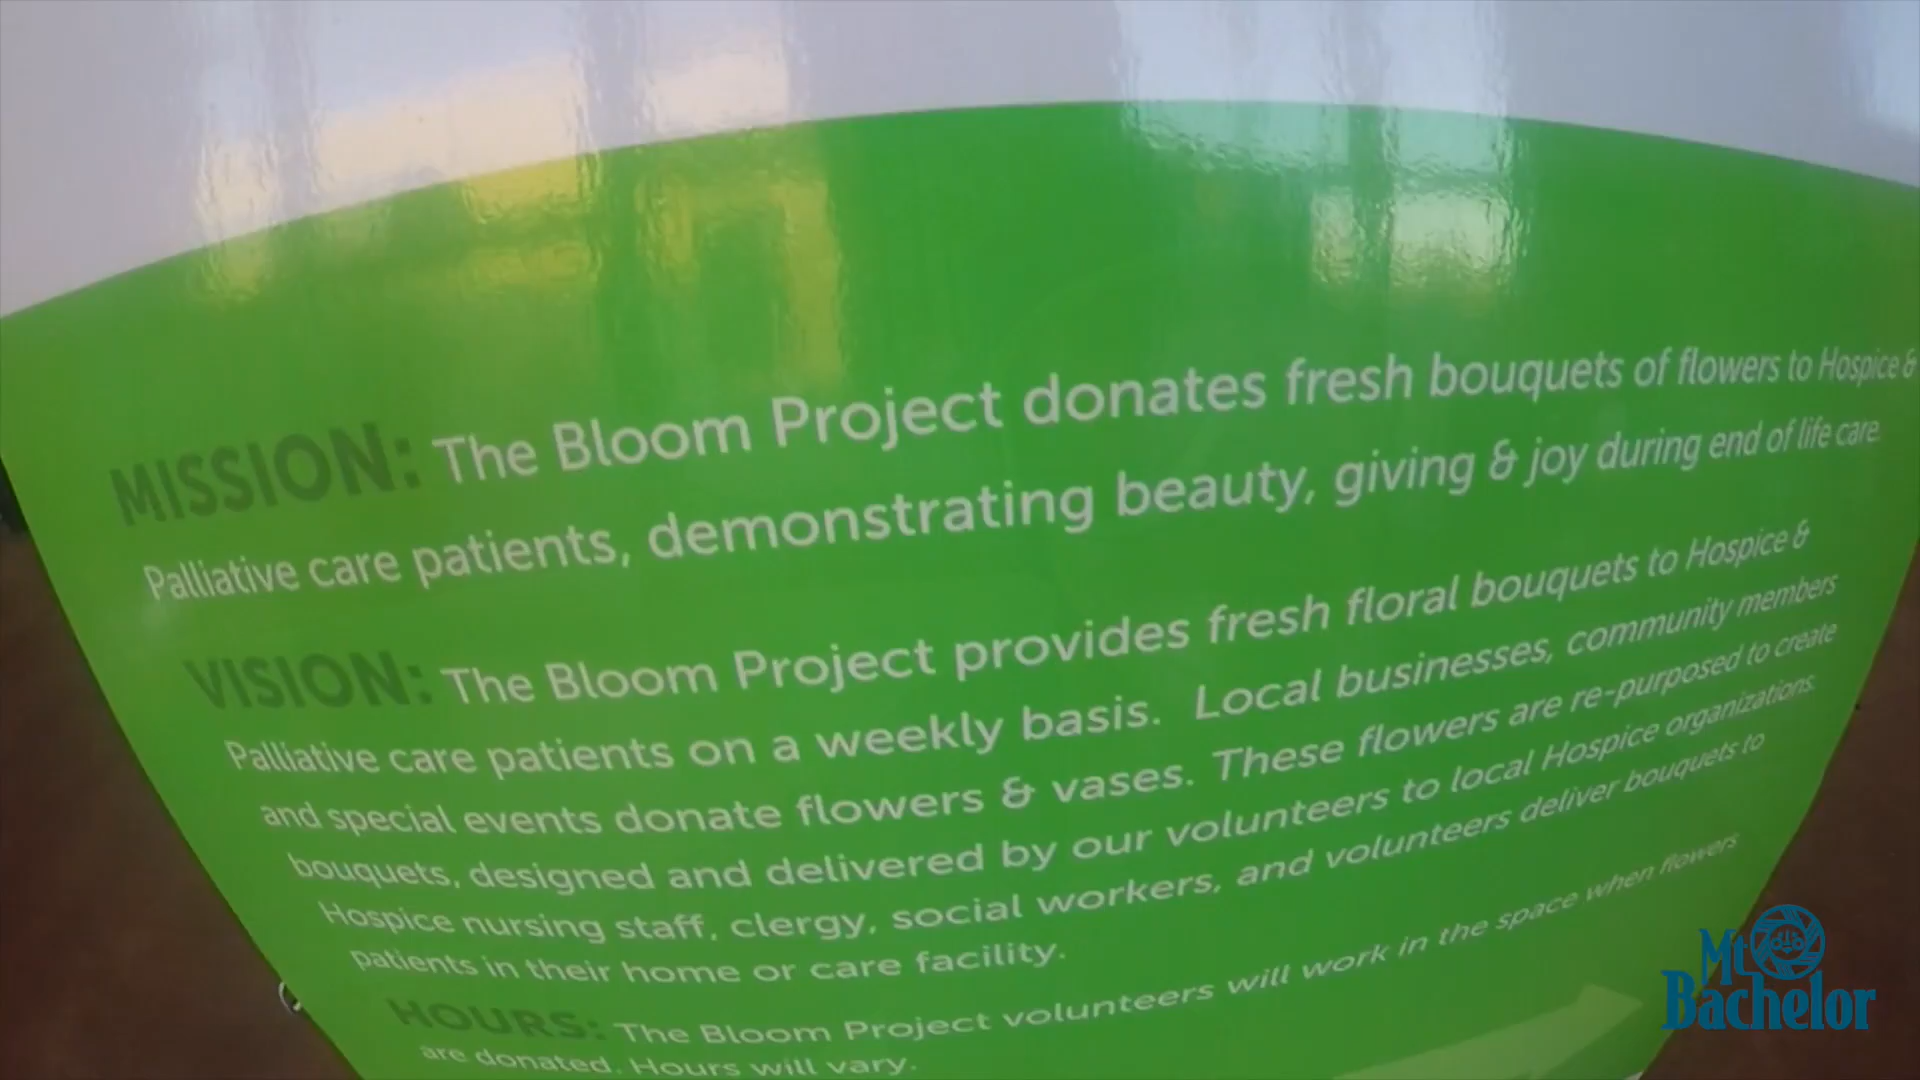 MISSION: The Bloom Project donates fresh bouquets of flowers to Hospice &
Palliative care patients, demonstrating beauty, giving & joy during end of life care.
VISION: The Bloom Project provides fresh floral bouquets to Hospice &
Palliative care patients on a weekly basis. Local businesses, community members
and special events donate flowers & vases. These flowers are re-purposed to create
bouquets, designed and delivered by our volunteers to local Hospice organizations.
Hospice nursing staff, clergy, social workers, and volunteers deliver bouquets to
patients in their home or care facility.
HOURS: The Bloom Project volunteers will work in the space when flowers
are donated. Hours will vary.
Mt
Bachelor